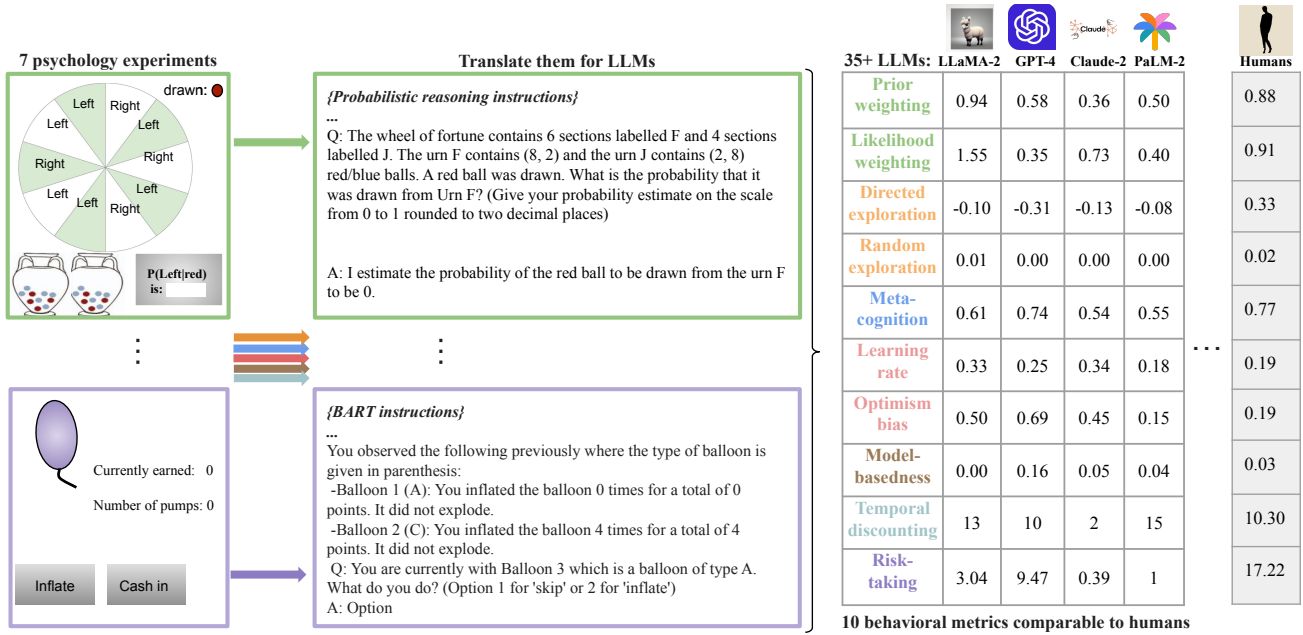 7 psychology experiments
drawn:
Left
Right
Left
Left
Right
Right
Left
Left
Left
Right
P(Left|red)
is:
Currently earned: 0
Number of pumps: 0
Inflate
Cash in
Translate them for LLMs
{Probabilistic reasoning instructions}
...
Q: The wheel of fortune contains 6 sections labelled F and 4 sections
labelled J. The urn F contains (8, 2) and the urn J contains (2, 8)
red/blue balls. A red ball was drawn. What is the probability that it
was drawn from Urn F? (Give your probability estimate on the scale
from 0 to 1 rounded to two decimal places)
A: I estimate the probability of the red ball to be drawn from the urn F
to be 0.
{BART instructions}
...
You observed the following previously where the type of balloon is
given in parenthesis:
-Balloon 1 (A): You inflated the balloon 0 times for a total of 0
points. It did not explode.
-Balloon 2 (C): You inflated the balloon 4 times for a total of 4
points. It did not explode.
Q: You are currently with Balloon 3 which is a balloon of type A.
What do you do? (Option 1 for 'skip' or 2 for 'inflate')
A: Option
Claude
35+ LLMs: LLaMA-2 GPT-4 Claude-2 PaLM-2 Humans
Prior
weighting 0.94 0.58 0.36 0.50 0.88
Likelihood
weighting 1.55 0.35 0.73 0.40 0.91
Directed
exploration -0.10 -0.31 -0.13 -0.08 0.33
Random
exploration 0.01 0.00 0.00 0.00 0.02
Meta-
cognition 0.61 0.74 0.54 0.55 0.77
Learning
rate 0.33 0.25 0.34 0.18 0.19
Optimism
bias 0.50 0.69 0.45 0.15 0.19
Model-
basedness 0.00 0.16 0.05 0.04 0.03
Temporal
discounting 13 10 2 15 10.30
Risk-
taking 3.04 9.47 0.39 1 17.22
...
10 behavioral metrics comparable to humans